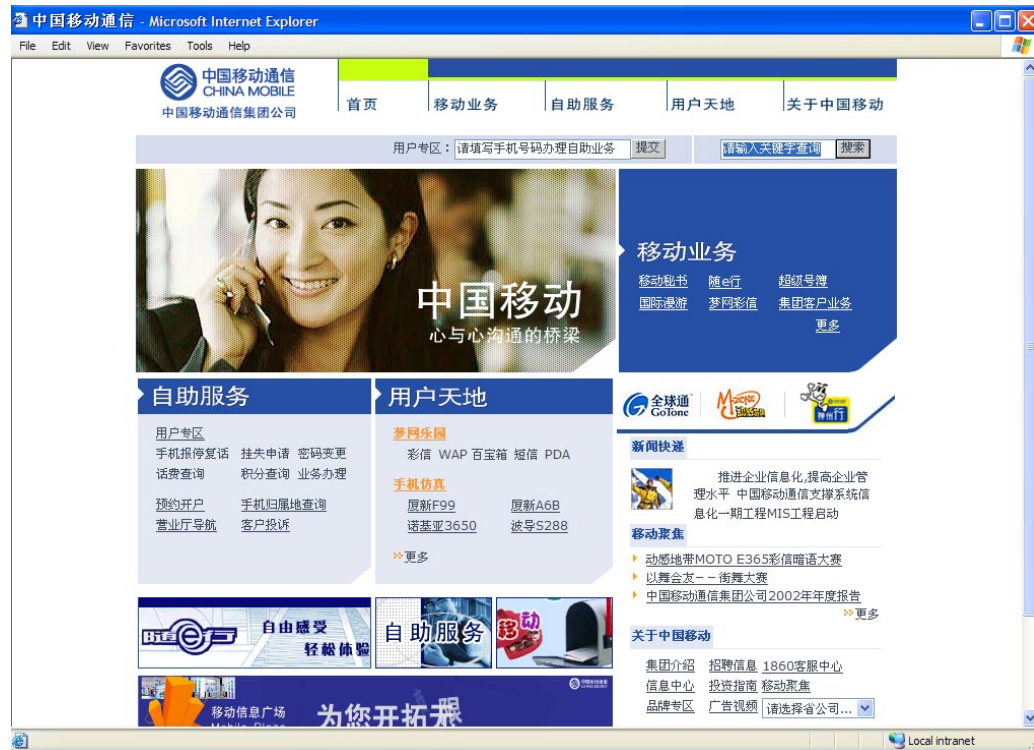 中国移动通信 - Microsoft Internet Explorer
File Edit View Favorites Tools Help
中国移动通信
CHINA MOBILE
中国移动通信集团公司
首页 移动业务 自助服务 用户天地 关于中国移动
用户专区：请填写手机号码办理自助业务 提交 请输入关键字查询 搜索
中国移动
心与心沟通的桥梁
移动业务
移动秘书 随e行 超级号簿
国际漫游 梦网彩信 集团客户业务
更多
自助服务
用户专区
手机报停复话 挂失申请 密码变更
话费查询 积分查询 业务办理
预约开户 手机归属地查询
营业厅导航 客户投诉
用户天地
梦网乐园
彩信 WAP 百宝箱 短信 PDA
手机仿真
厦新F99 厦新A6B
诺基亚3650 波导S288
更多
全球通
GoTone
M-ZONE
神州行
新闻快递
推进企业信息化,提高企业管
理水平 中国移动通信支撑系统信
息化一期工程MIS工程启动
移动聚焦
动感地带MOTO E365彩信暗语大赛
以舞会友－－街舞大赛
中国移动通信集团公司2002年年度报告
更多
关于中国移动
集团介绍 招聘信息 1860客服中心
信息中心 投资指南 移动聚焦
品牌专区 广告视频 请选择省公司...
自由感受
轻松体验
自助服务
移动
移动信息广场
为您开拓无限
Local intranet